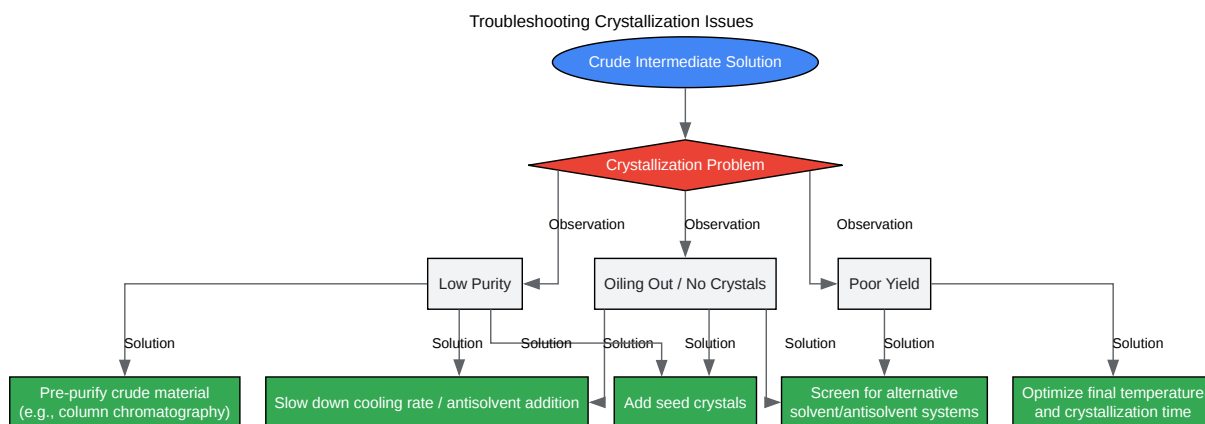 Troubleshooting Crystallization Issues
Crude Intermediate Solution
Crystallization Problem
Observation
Observation
Observation
Low Purity
Oiling Out / No Crystals
Poor Yield
Solution
Solution
Solution
Solution
Solution
Solution
Solution
Solution
Pre-purify crude material
(e.g., column chromatography)
Slow down cooling rate / antisolvent addition
Add seed crystals
Screen for alternative
solvent/antisolvent systems
Optimize final temperature
and crystallization time